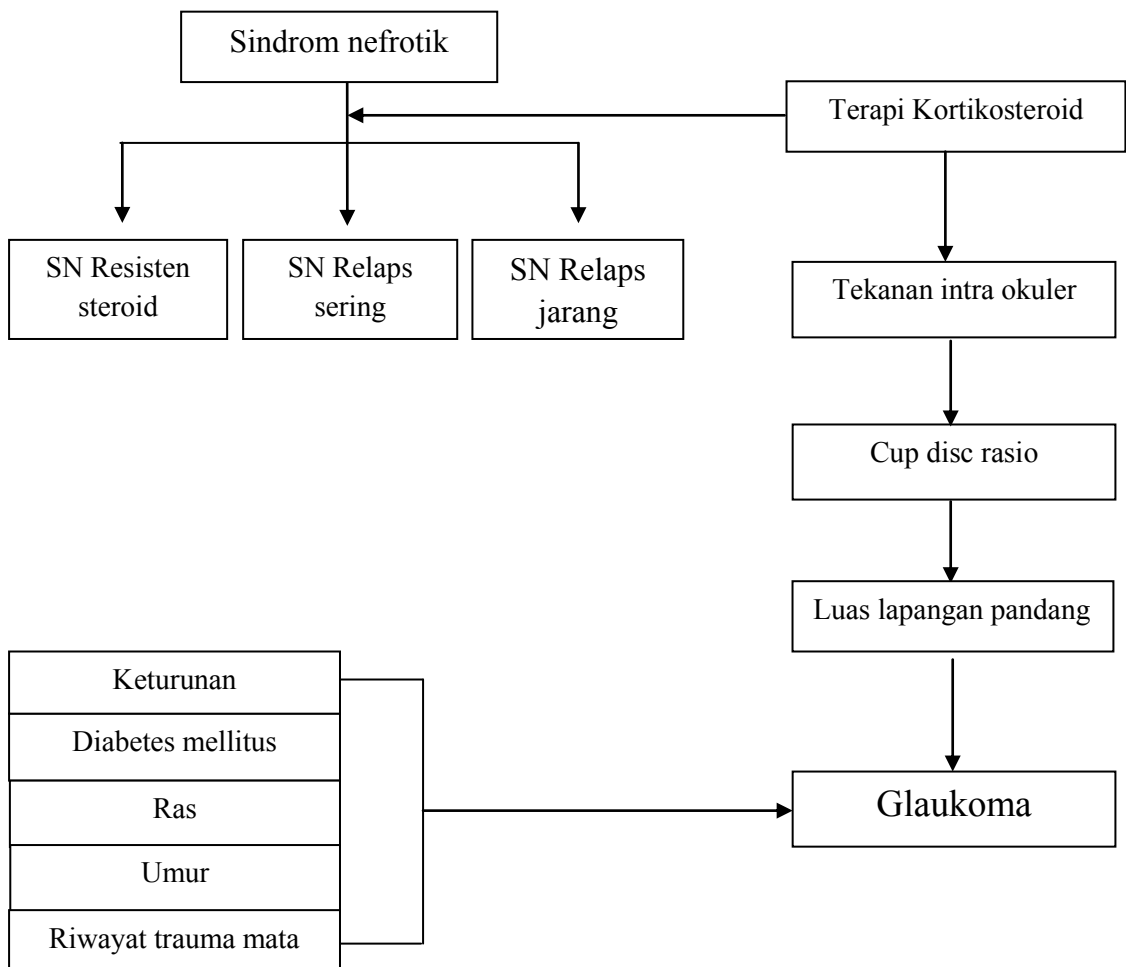 Sindrom nefrotik
Terapi Kortikosteroid
SN Resisten
steroid
SN Relaps
sering
SN Relaps
jarang
Tekanan intra okuler
Cup disc rasio
Luas lapangan pandang
Keturunan
Diabetes mellitus
Ras
Umur
Riwayat trauma mata
Glaukoma